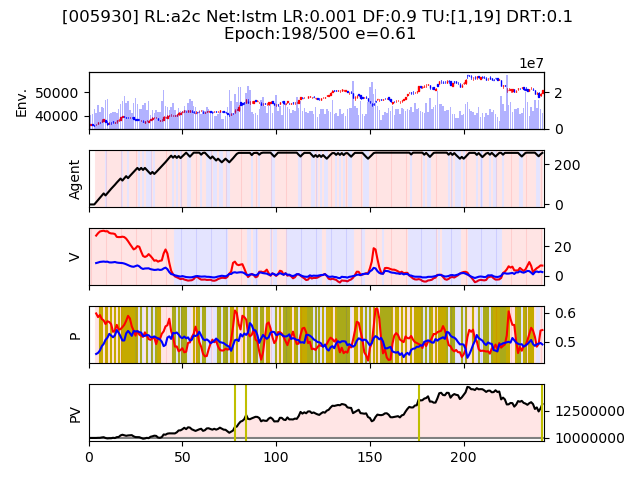 [005930] RL:a2c Net:lstm LR:0.001 DF:0.9 TU:[1,19] DRT:0.1
Epoch:198/500 e=0.61
1e7
Env.
50000
40000
2
0
Agent
200
0
V
20
0
P
0.6
0.5
PV
12500000
10000000
0 50 100 150 200